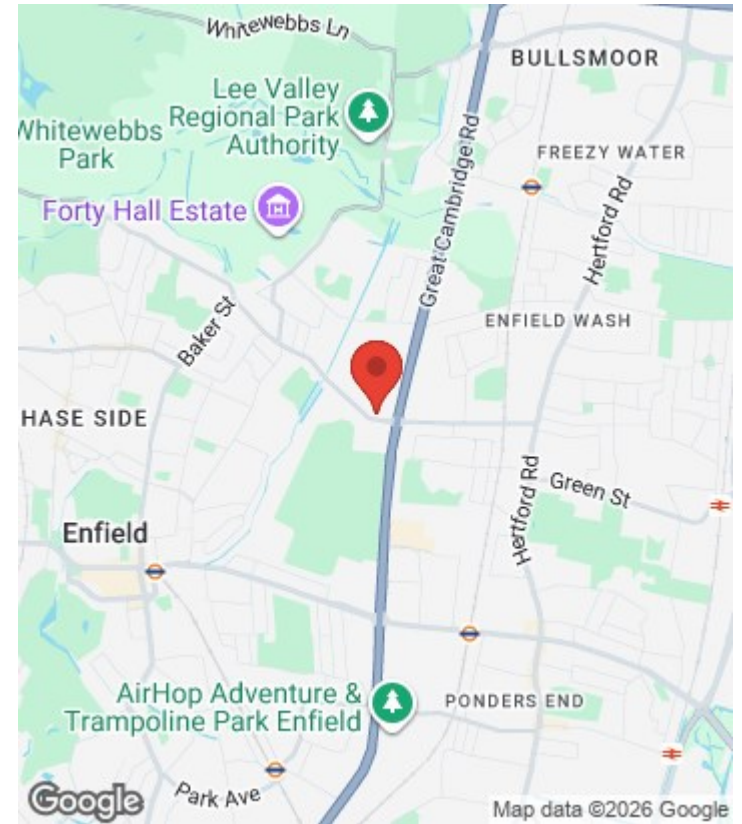 Whitewebbs Ln
BULLSMOOR
Lee Valley
Regional Park
Authority
Whitewebbs
Park
Great Cambridge Rd
FREEZY WATER
Forty Hall Estate
Hertford Rd
Baker St
ENFIELD WASH
HASE SIDE
Hertford Rd
Green St
Enfield
AirHop Adventure &
Trampoline Park Enfield
PONDERS END
Park Ave
Google
Map data ©2026 Google